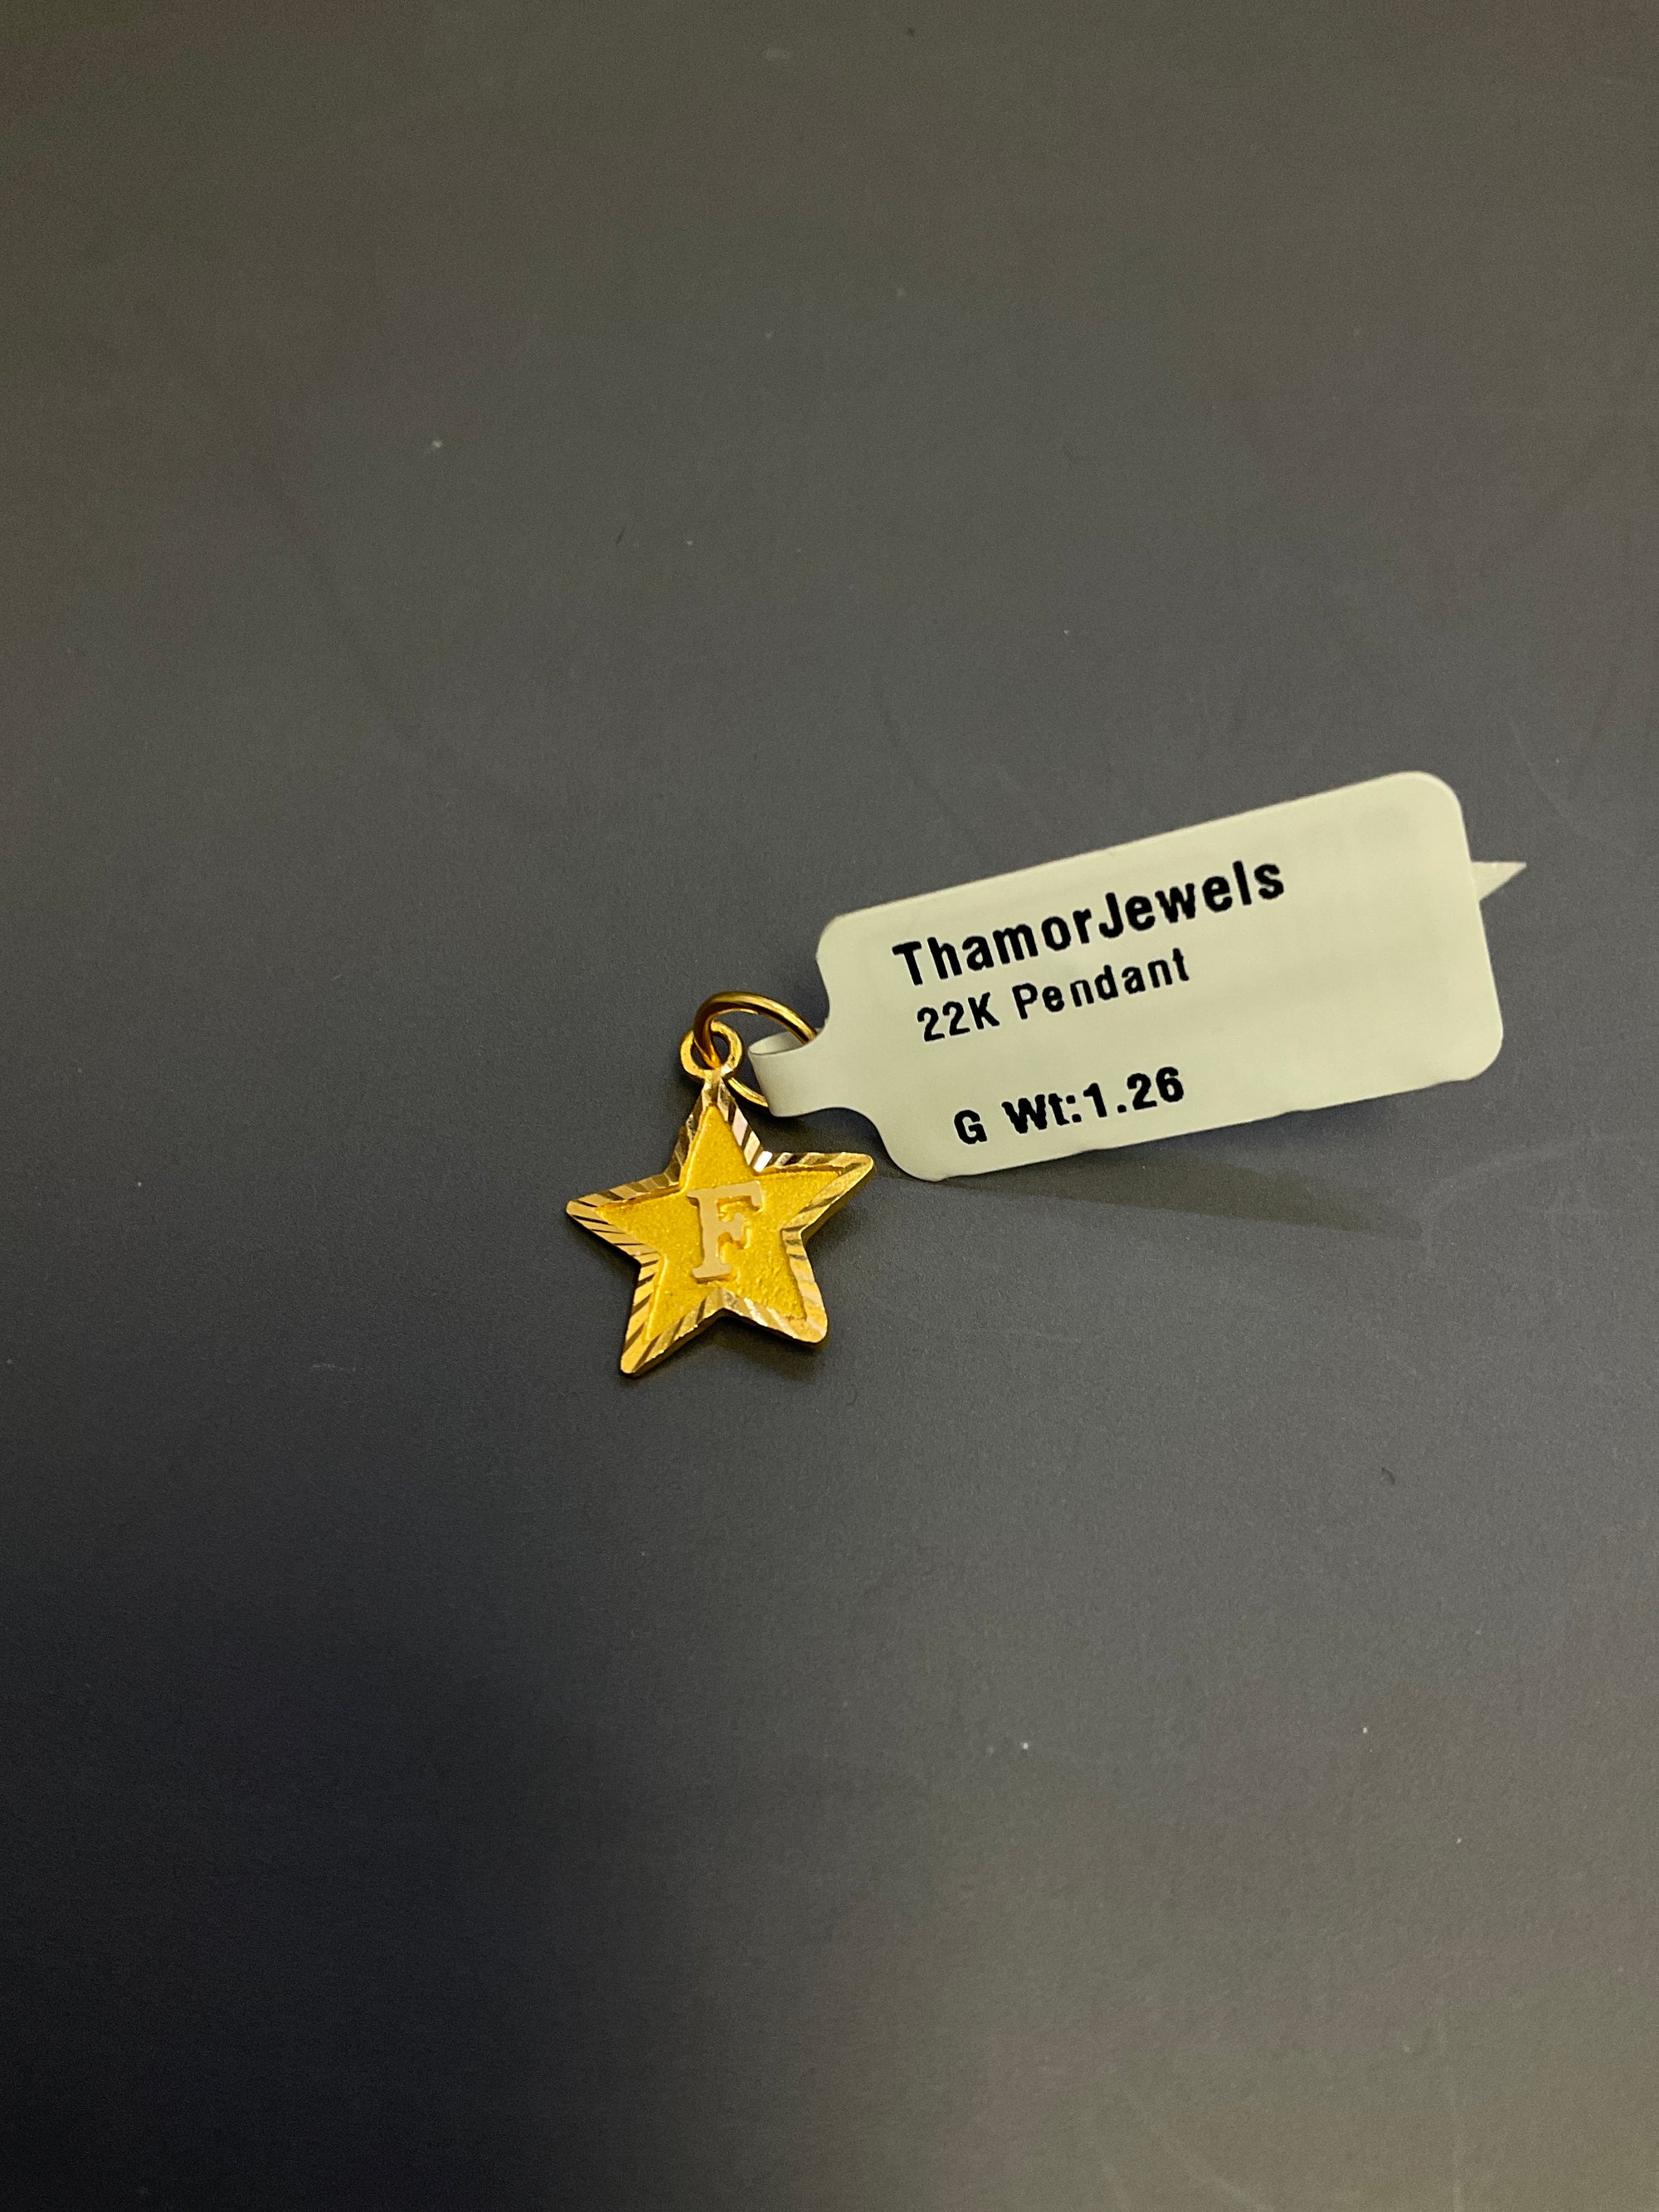 ThamorJewels
22K Pendant
G Wt:1.26
F